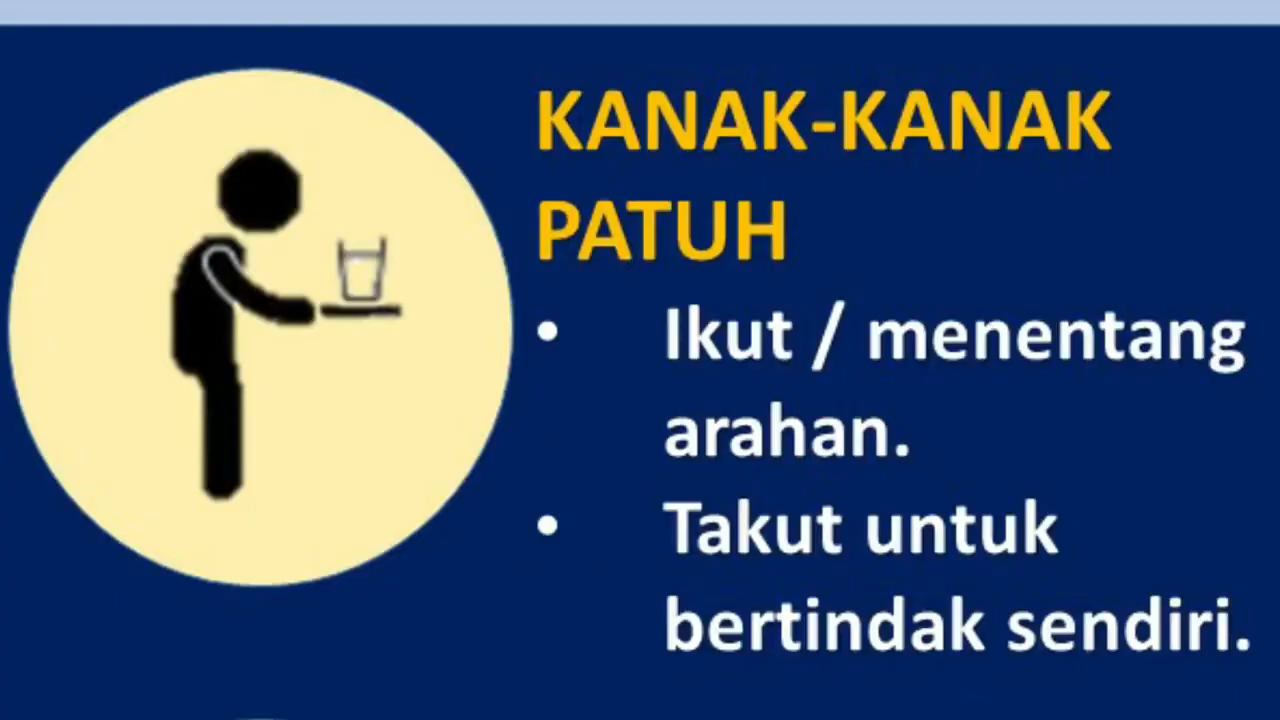 KANAK-KANAK
PATUH
• Ikut / menentang
arahan.
• Takut untuk
bertindak sendiri.